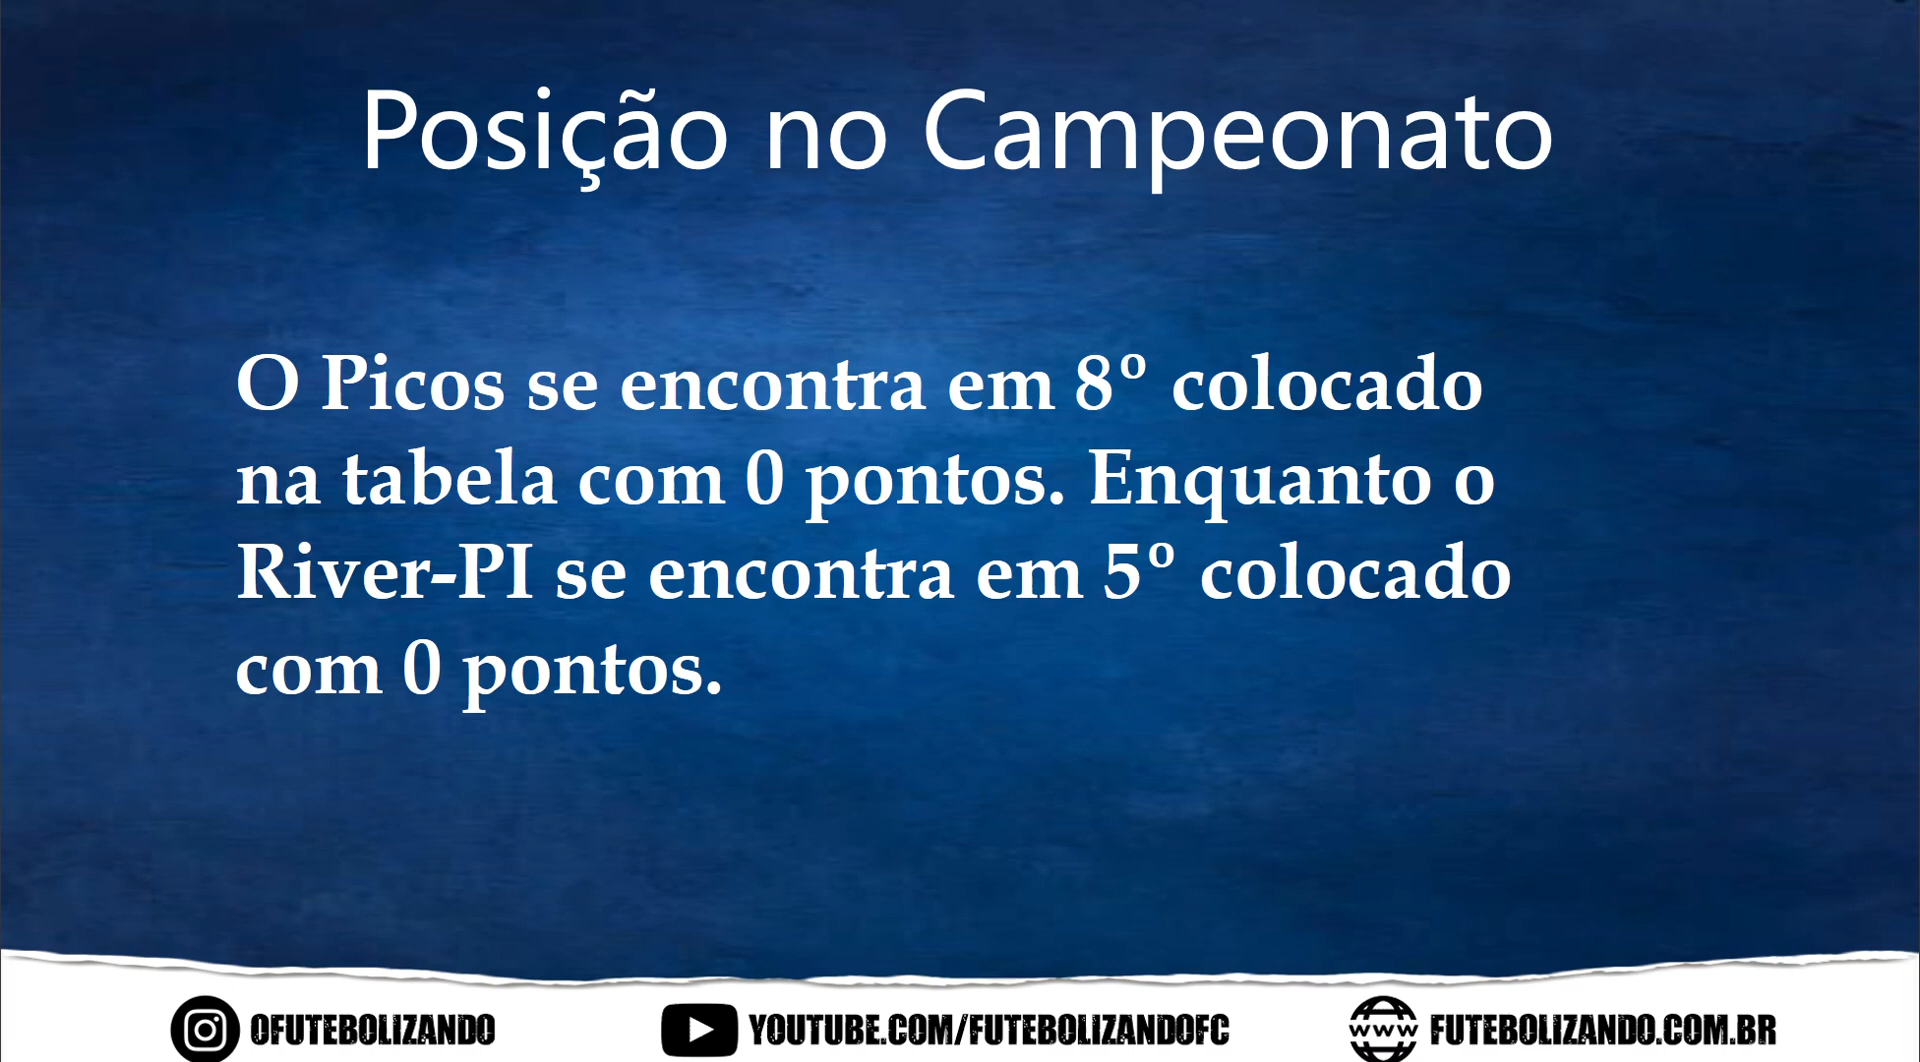 Posição no Campeonato
O Picos se encontra em 8º colocado
na tabela com 0 pontos. Enquanto o
River-PI se encontra em 5º colocado
com 0 pontos.
OFUTEBOLIZANDO
YOUTUBE.COM/FUTEBOLIZANDOFC
WWW
FUTEBOLIZANDO.COM.BR